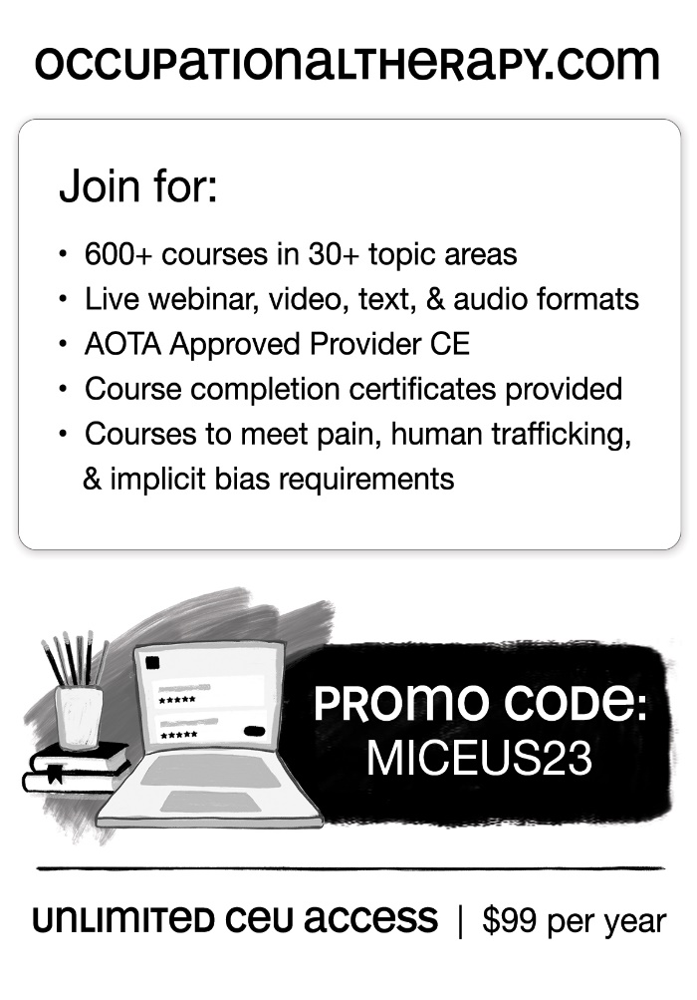 OCCUPATIONALTHERAPY.COM
Join for:
• 600+ courses in 30+ topic areas
• Live webinar, video, text, & audio formats
• AOTA Approved Provider CE
• Course completion certificates provided
• Courses to meet pain, human trafficking,
& implicit bias requirements
PROMO CODE:
MICEUS23
UNLIMITED CEU ACCESS | $99 per year